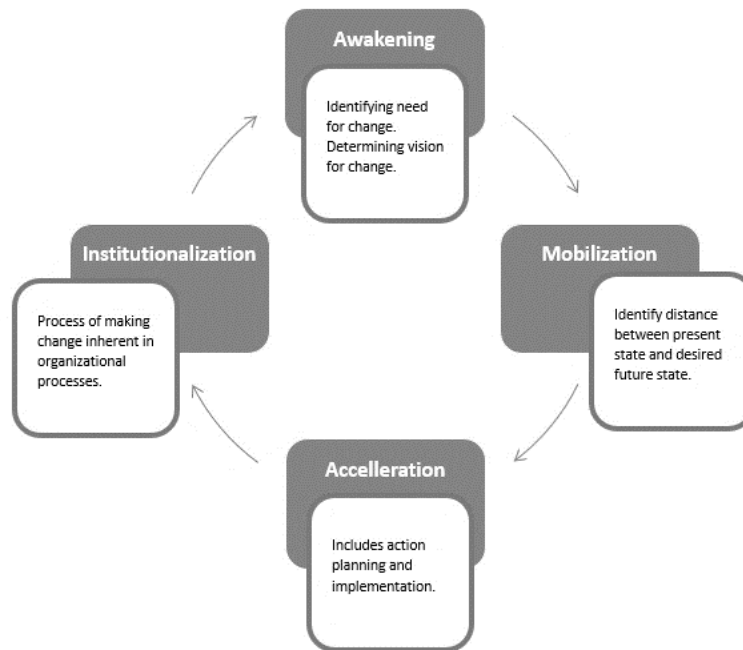 Awakening
Identifying need
for change.
Determining vision
for change.
Mobilization
Identify distance
between present
state and desired
future state.
Accelleration
Includes action
planning and
implementation.
Institutionalization
Process of making
change inherent in
organizational
processes.